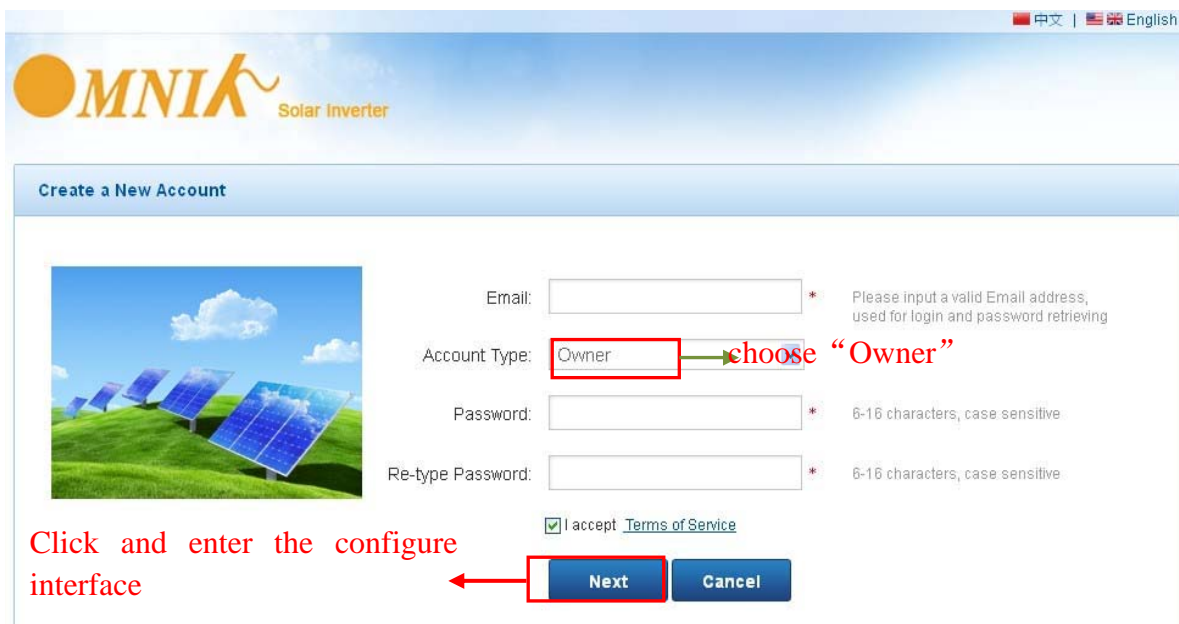 中文 | English
OMNIK Solar Inverter
Create a New Account
Email: * Please input a valid Email address,
used for login and password retrieving
Account Type: Owner choose “Owner”
Password: * 6-16 characters, case sensitive
Re-type Password: * 6-16 characters, case sensitive
I accept Terms of Service
Click and enter the configure
interface
Next Cancel